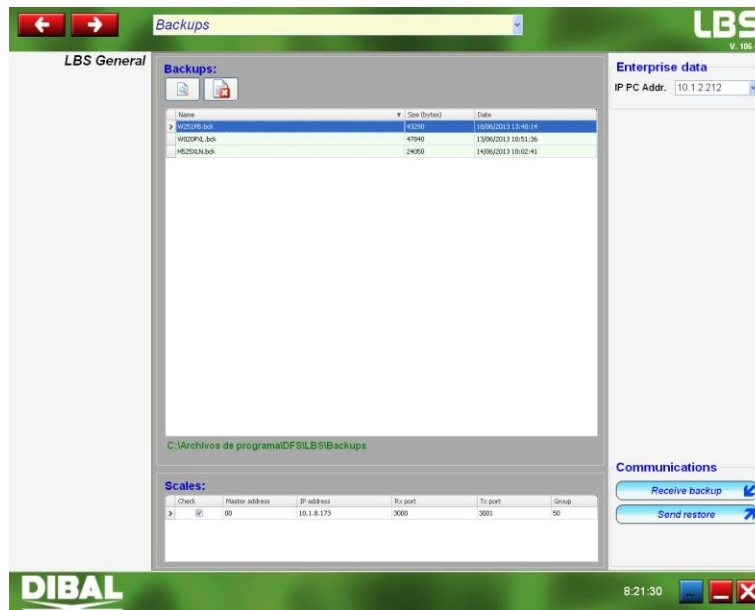 Backups
LBS
V. 106
LBS General
Backups:
Name Size (bytes) Date
W251PB.bck 43290 18/06/2013 13:40:14
W020PXL.bck 47940 13/06/2013 10:51:36
H525XLN.bck 24050 14/06/2013 10:02:41
C:\Archivos de programa\DFS\LBS\Backups
Scales:
Check Master address IP address Rx port Tx port Group
00 10.1.8.173 3000 3001 50
Enterprise data
IP PC Addr. 10.1.2.212
Communications
Receive backup
Send restore
DIBAL
8:21:30
...